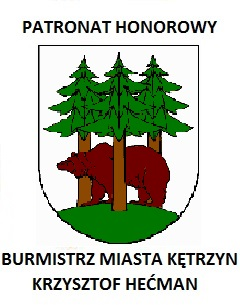 PATRONAT HONOROWY
BURMISTRZ MIASTA KĘTRZYN
KRZYSZTOF HEĆMAN